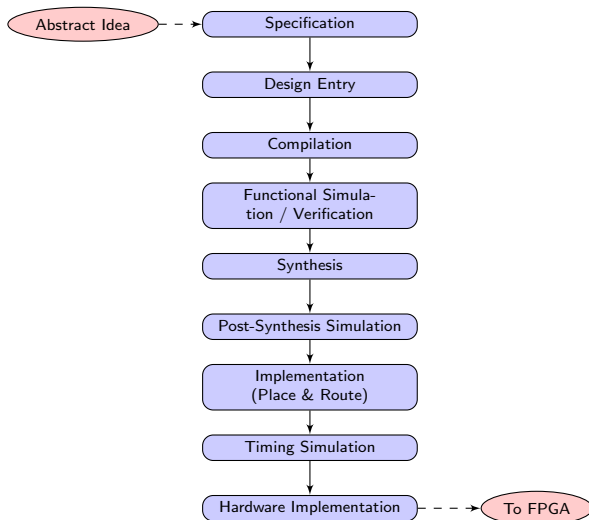 Abstract Idea
Specification
Design Entry
Compilation
Functional Simula-
tion / Verification
Synthesis
Post-Synthesis Simulation
Implementation
(Place & Route)
Timing Simulation
Hardware Implementation
To FPGA